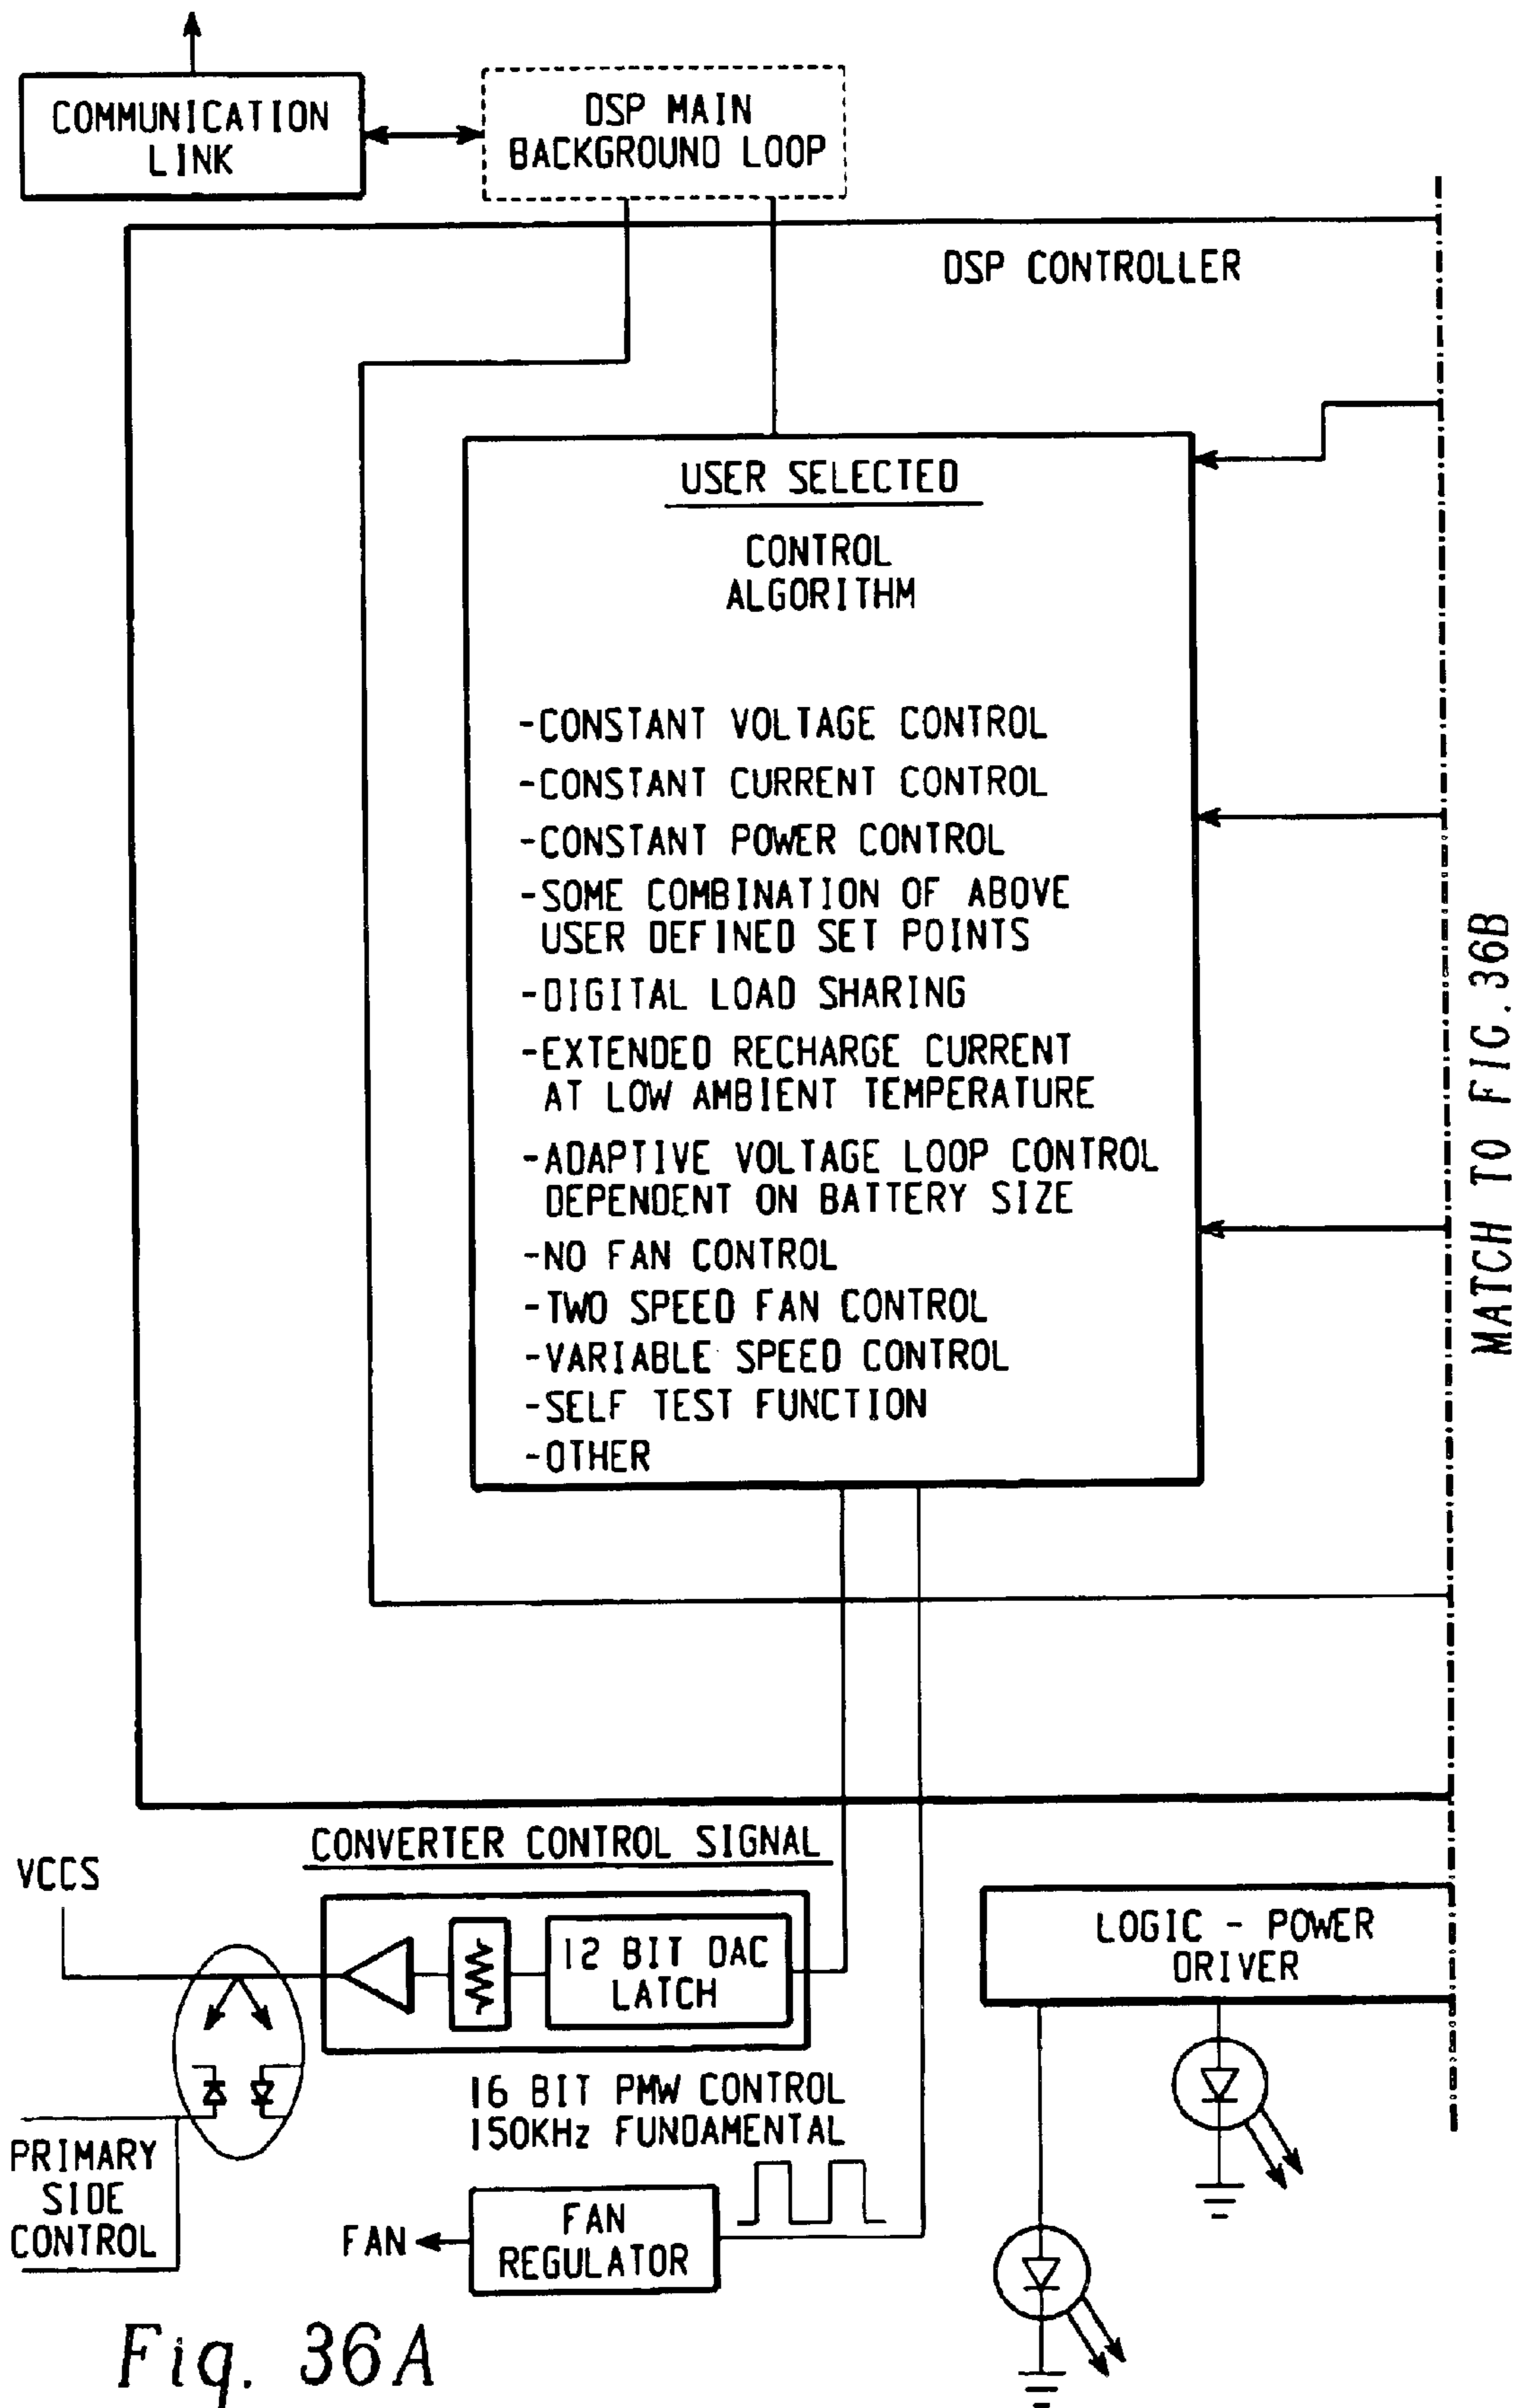 COMMUNICATION
LINK
DSP MAIN
BACKGROUND LOOP
DSP CONTROLLER
USER SELECTED
CONTROL
ALGORITHM
-CONSTANT VOLTAGE CONTROL
-CONSTANT CURRENT CONTROL
-CONSTANT POWER CONTROL
-SOME COMBINATION OF ABOVE
USER DEFINED SET POINTS
-DIGITAL LOAD SHARING
-EXTENDED RECHARGE CURRENT
AT LOW AMBIENT TEMPERATURE
-ADAPTIVE VOLTAGE LOOP CONTROL
DEPENDENT ON BATTERY SIZE
-NO FAN CONTROL
-TWO SPEED FAN CONTROL
-VARIABLE SPEED CONTROL
-SELF TEST FUNCTION
-OTHER
MATCH TO FIG.36B
CONVERTER CONTROL SIGNAL
VCCS
12 BIT DAC
LATCH
LOGIC - POWER
DRIVER
16 BIT PMW CONTROL
150KHz FUNDAMENTAL
PRIMARY
SIDE
CONTROL
FAN
FAN
REGULATOR
Fig. 36A